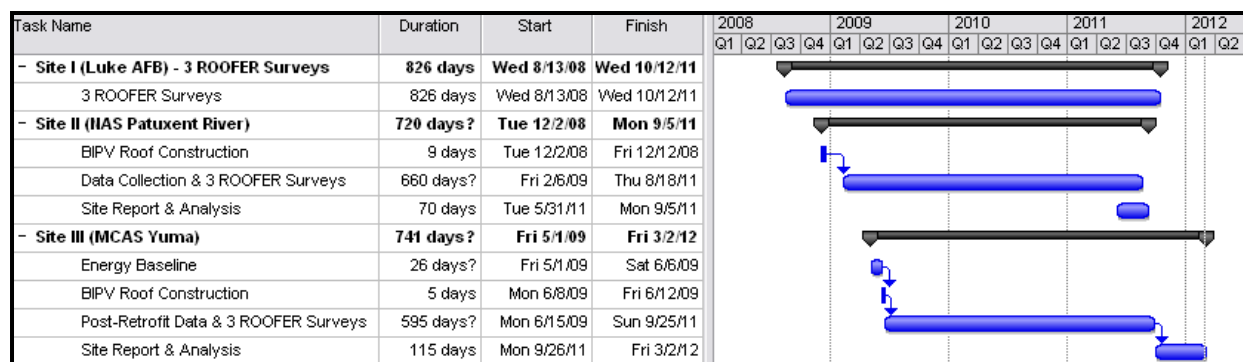 Task Name Duration Start Finish 2008 2009 2010 2011 2012
Q1 Q2 Q3 Q4 Q1 Q2 Q3 Q4 Q1 Q2 Q3 Q4 Q1 Q2 Q3 Q4 Q1 Q2
− Site I (Luke AFB) - 3 ROOFER Surveys 826 days Wed 8/13/08 Wed 10/12/11
3 ROOFER Surveys 826 days Wed 8/13/08 Wed 10/12/11
− Site II (NAS Patuxent River) 720 days? Tue 12/2/08 Mon 9/5/11
BIPV Roof Construction 9 days Tue 12/2/08 Fri 12/12/08
Data Collection & 3 ROOFER Surveys 660 days? Fri 2/6/09 Thu 8/18/11
Site Report & Analysis 70 days Tue 5/31/11 Mon 9/5/11
− Site III (MCAS Yuma) 741 days? Fri 5/1/09 Fri 3/2/12
Energy Baseline 26 days? Fri 5/1/09 Sat 6/6/09
BIPV Roof Construction 5 days Mon 6/8/09 Fri 6/12/09
Post-Retrofit Data & 3 ROOFER Surveys 595 days? Mon 6/15/09 Sun 9/25/11
Site Report & Analysis 115 days Mon 9/26/11 Fri 3/2/12